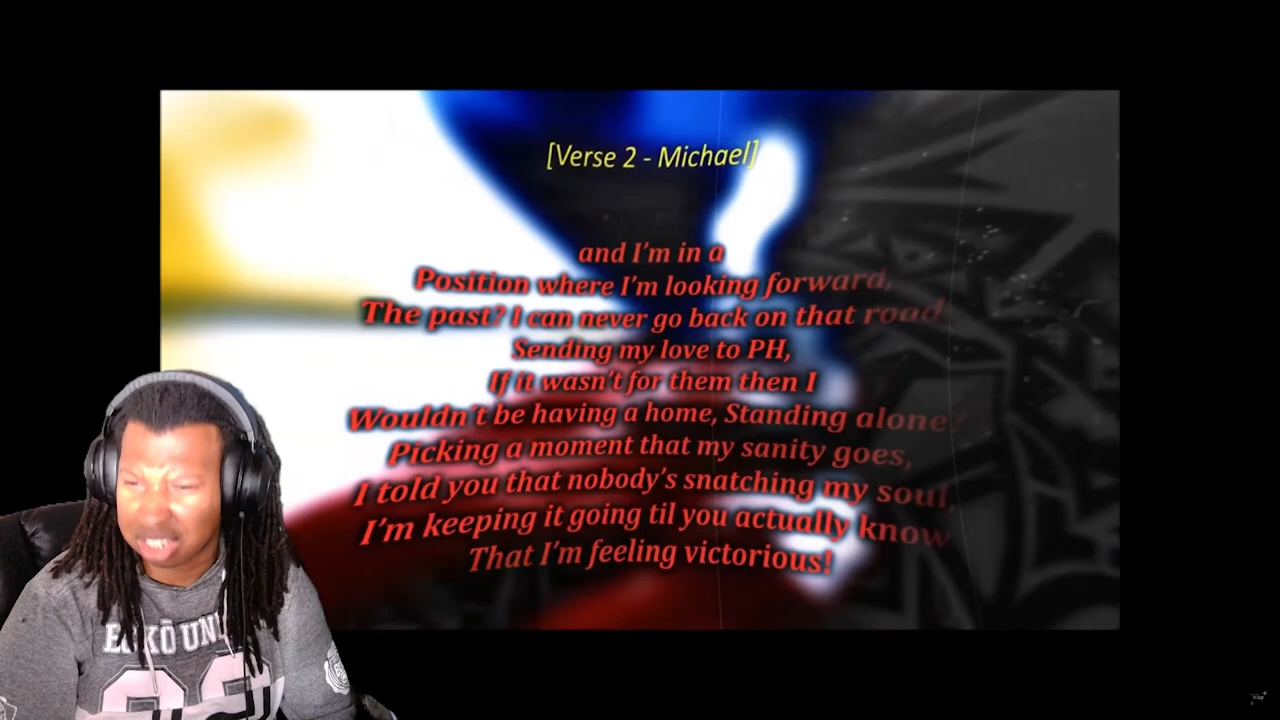 [Verse 2 - Michael]
and I'm in a
Position where I'm looking forward,
The past? I can never go back on that road
Sending my love to PH,
If it wasn't for them then I
Wouldn't be having a home, Standing alone?
Picking a moment that my sanity goes,
I told you that nobody's snatching my soul,
I'm keeping it going til you actually know
That I'm feeling victorious!